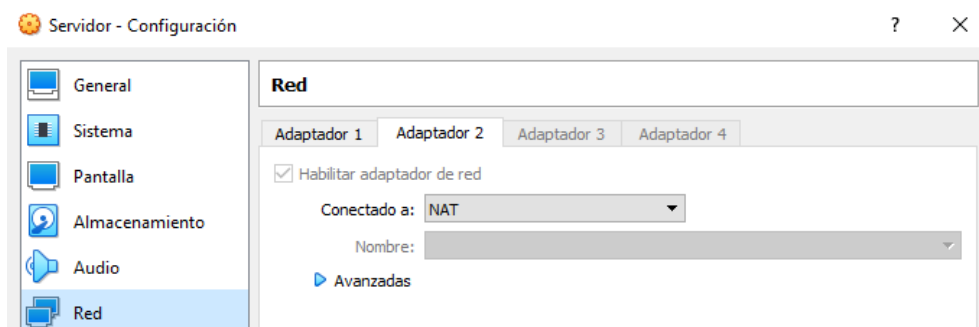 Servidor - Configuración ? ×
General
Red
Sistema
Adaptador 1 Adaptador 2 Adaptador 3 Adaptador 4
Pantalla
Habilitar adaptador de red
Conectado a: NAT
Almacenamiento
Nombre:
Audio
Avanzadas
Red